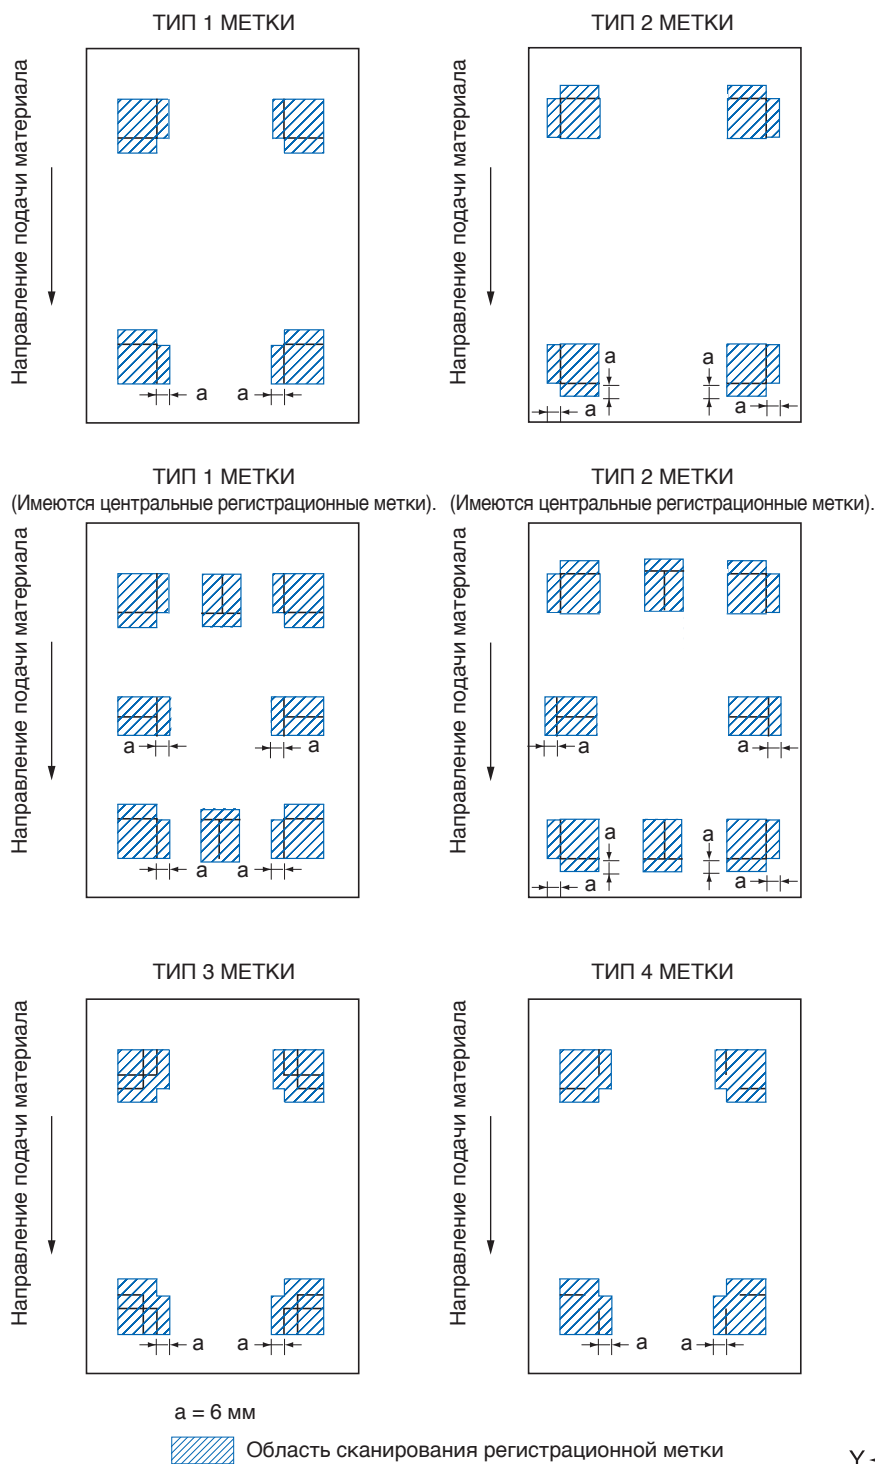 ТИП 1 МЕТКИ
ТИП 2 МЕТКИ
Направление подачи материала
Направление подачи материала
a
a
a
a
a
a
ТИП 1 МЕТКИ
(Имеются центральные регистрационные метки).
ТИП 2 МЕТКИ
(Имеются центральные регистрационные метки).
Направление подачи материала
Направление подачи материала
a
a
a
a
a
a
a
a
a
a
ТИП 3 МЕТКИ
ТИП 4 МЕТКИ
Направление подачи материала
Направление подачи материала
a
a
a
a
a = 6 мм
Область сканирования регистрационной метки
Y